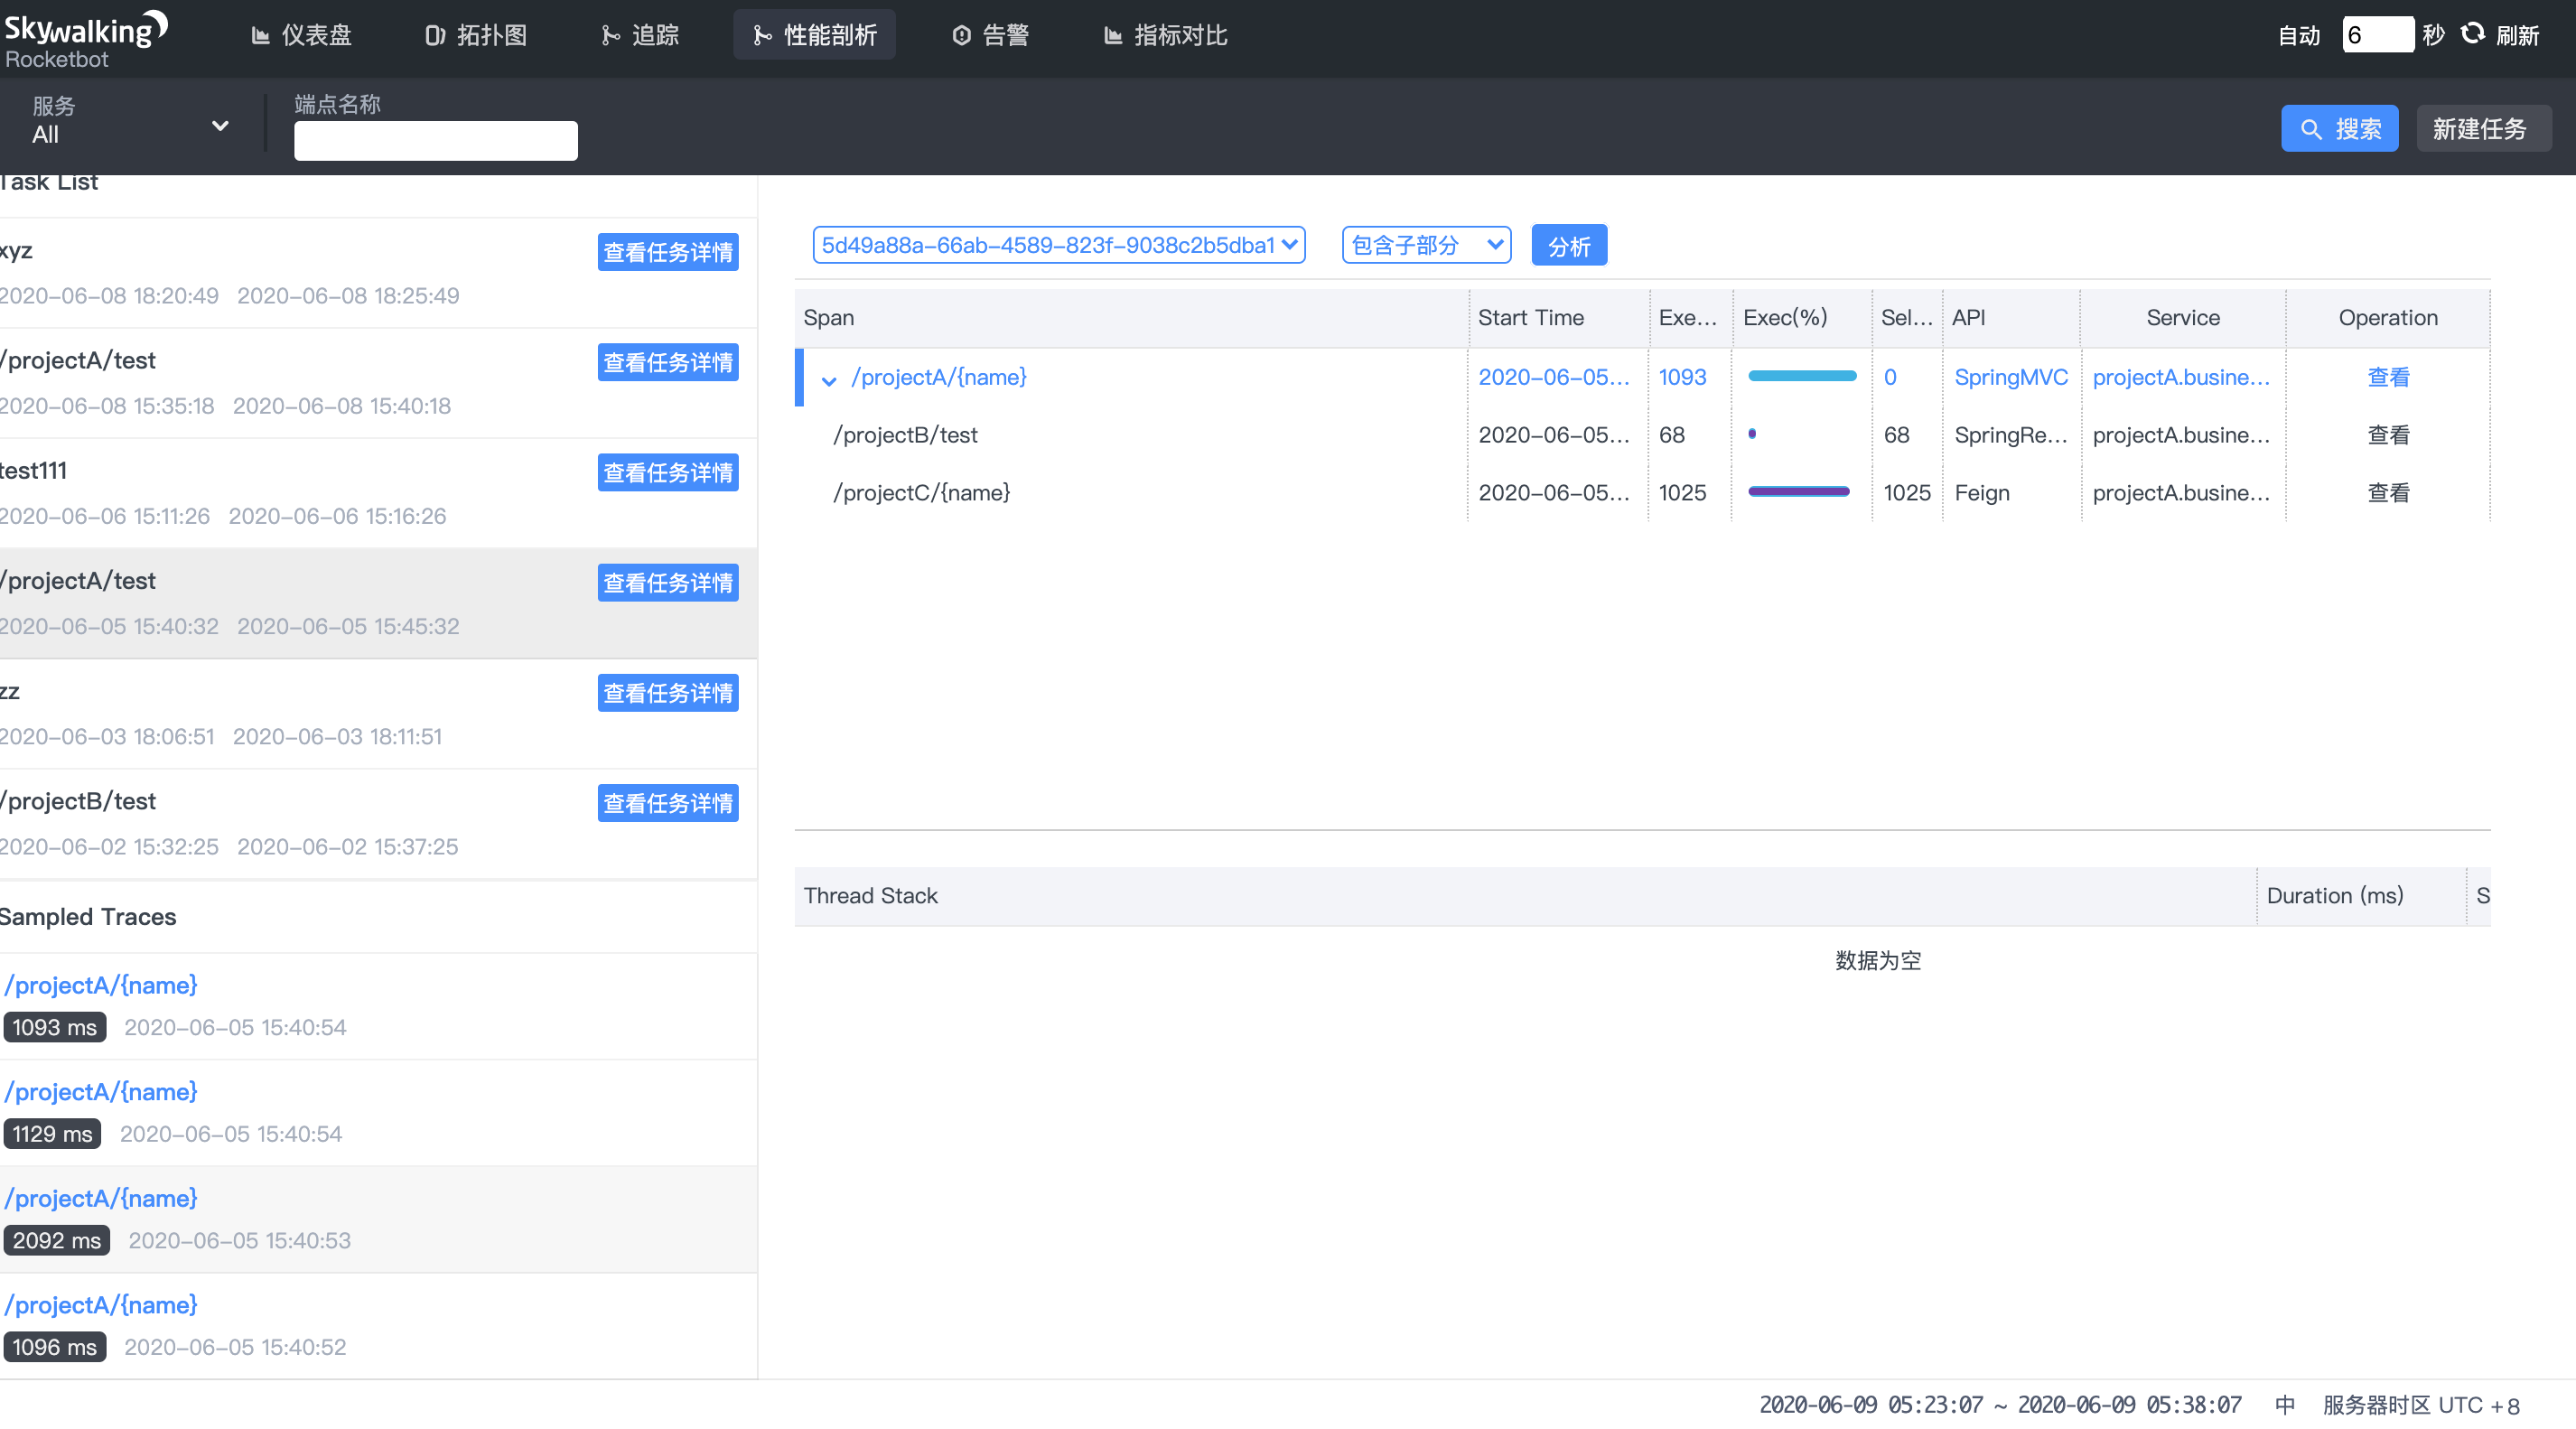 Skywalking
Rocketbot
仪表盘
拓扑图
追踪
性能剖析
告警
指标对比
自动 6 秒 刷新
服务
All
端点名称
搜索
新建任务
Task List
xyz
查看任务详情
2020-06-08 18:20:49 2020-06-08 18:25:49
/projectA/test
查看任务详情
2020-06-08 15:35:18 2020-06-08 15:40:18
test111
查看任务详情
2020-06-06 15:11:26 2020-06-06 15:16:26
/projectA/test
查看任务详情
2020-06-05 15:40:32 2020-06-05 15:45:32
zz
查看任务详情
2020-06-03 18:06:51 2020-06-03 18:11:51
/projectB/test
查看任务详情
2020-06-02 15:32:25 2020-06-02 15:37:25
Sampled Traces
/projectA/{name}
1093 ms 2020-06-05 15:40:54
/projectA/{name}
1129 ms 2020-06-05 15:40:54
/projectA/{name}
2092 ms 2020-06-05 15:40:53
/projectA/{name}
1096 ms 2020-06-05 15:40:52
5d49a88a-66ab-4589-823f-9038c2b5dba1
包含子部分
分析
Span Start Time Exe... Exec(%) Sel... API Service Operation
/projectA/{name} 2020-06-05... 1093 0 SpringMVC projectA.busine... 查看
/projectB/test 2020-06-05... 68 68 SpringRe... projectA.busine... 查看
/projectC/{name} 2020-06-05... 1025 1025 Feign projectA.busine... 查看
Thread Stack Duration (ms) S
数据为空
2020-06-09 05:23:07 ~ 2020-06-09 05:38:07 中 服务器时区 UTC +8